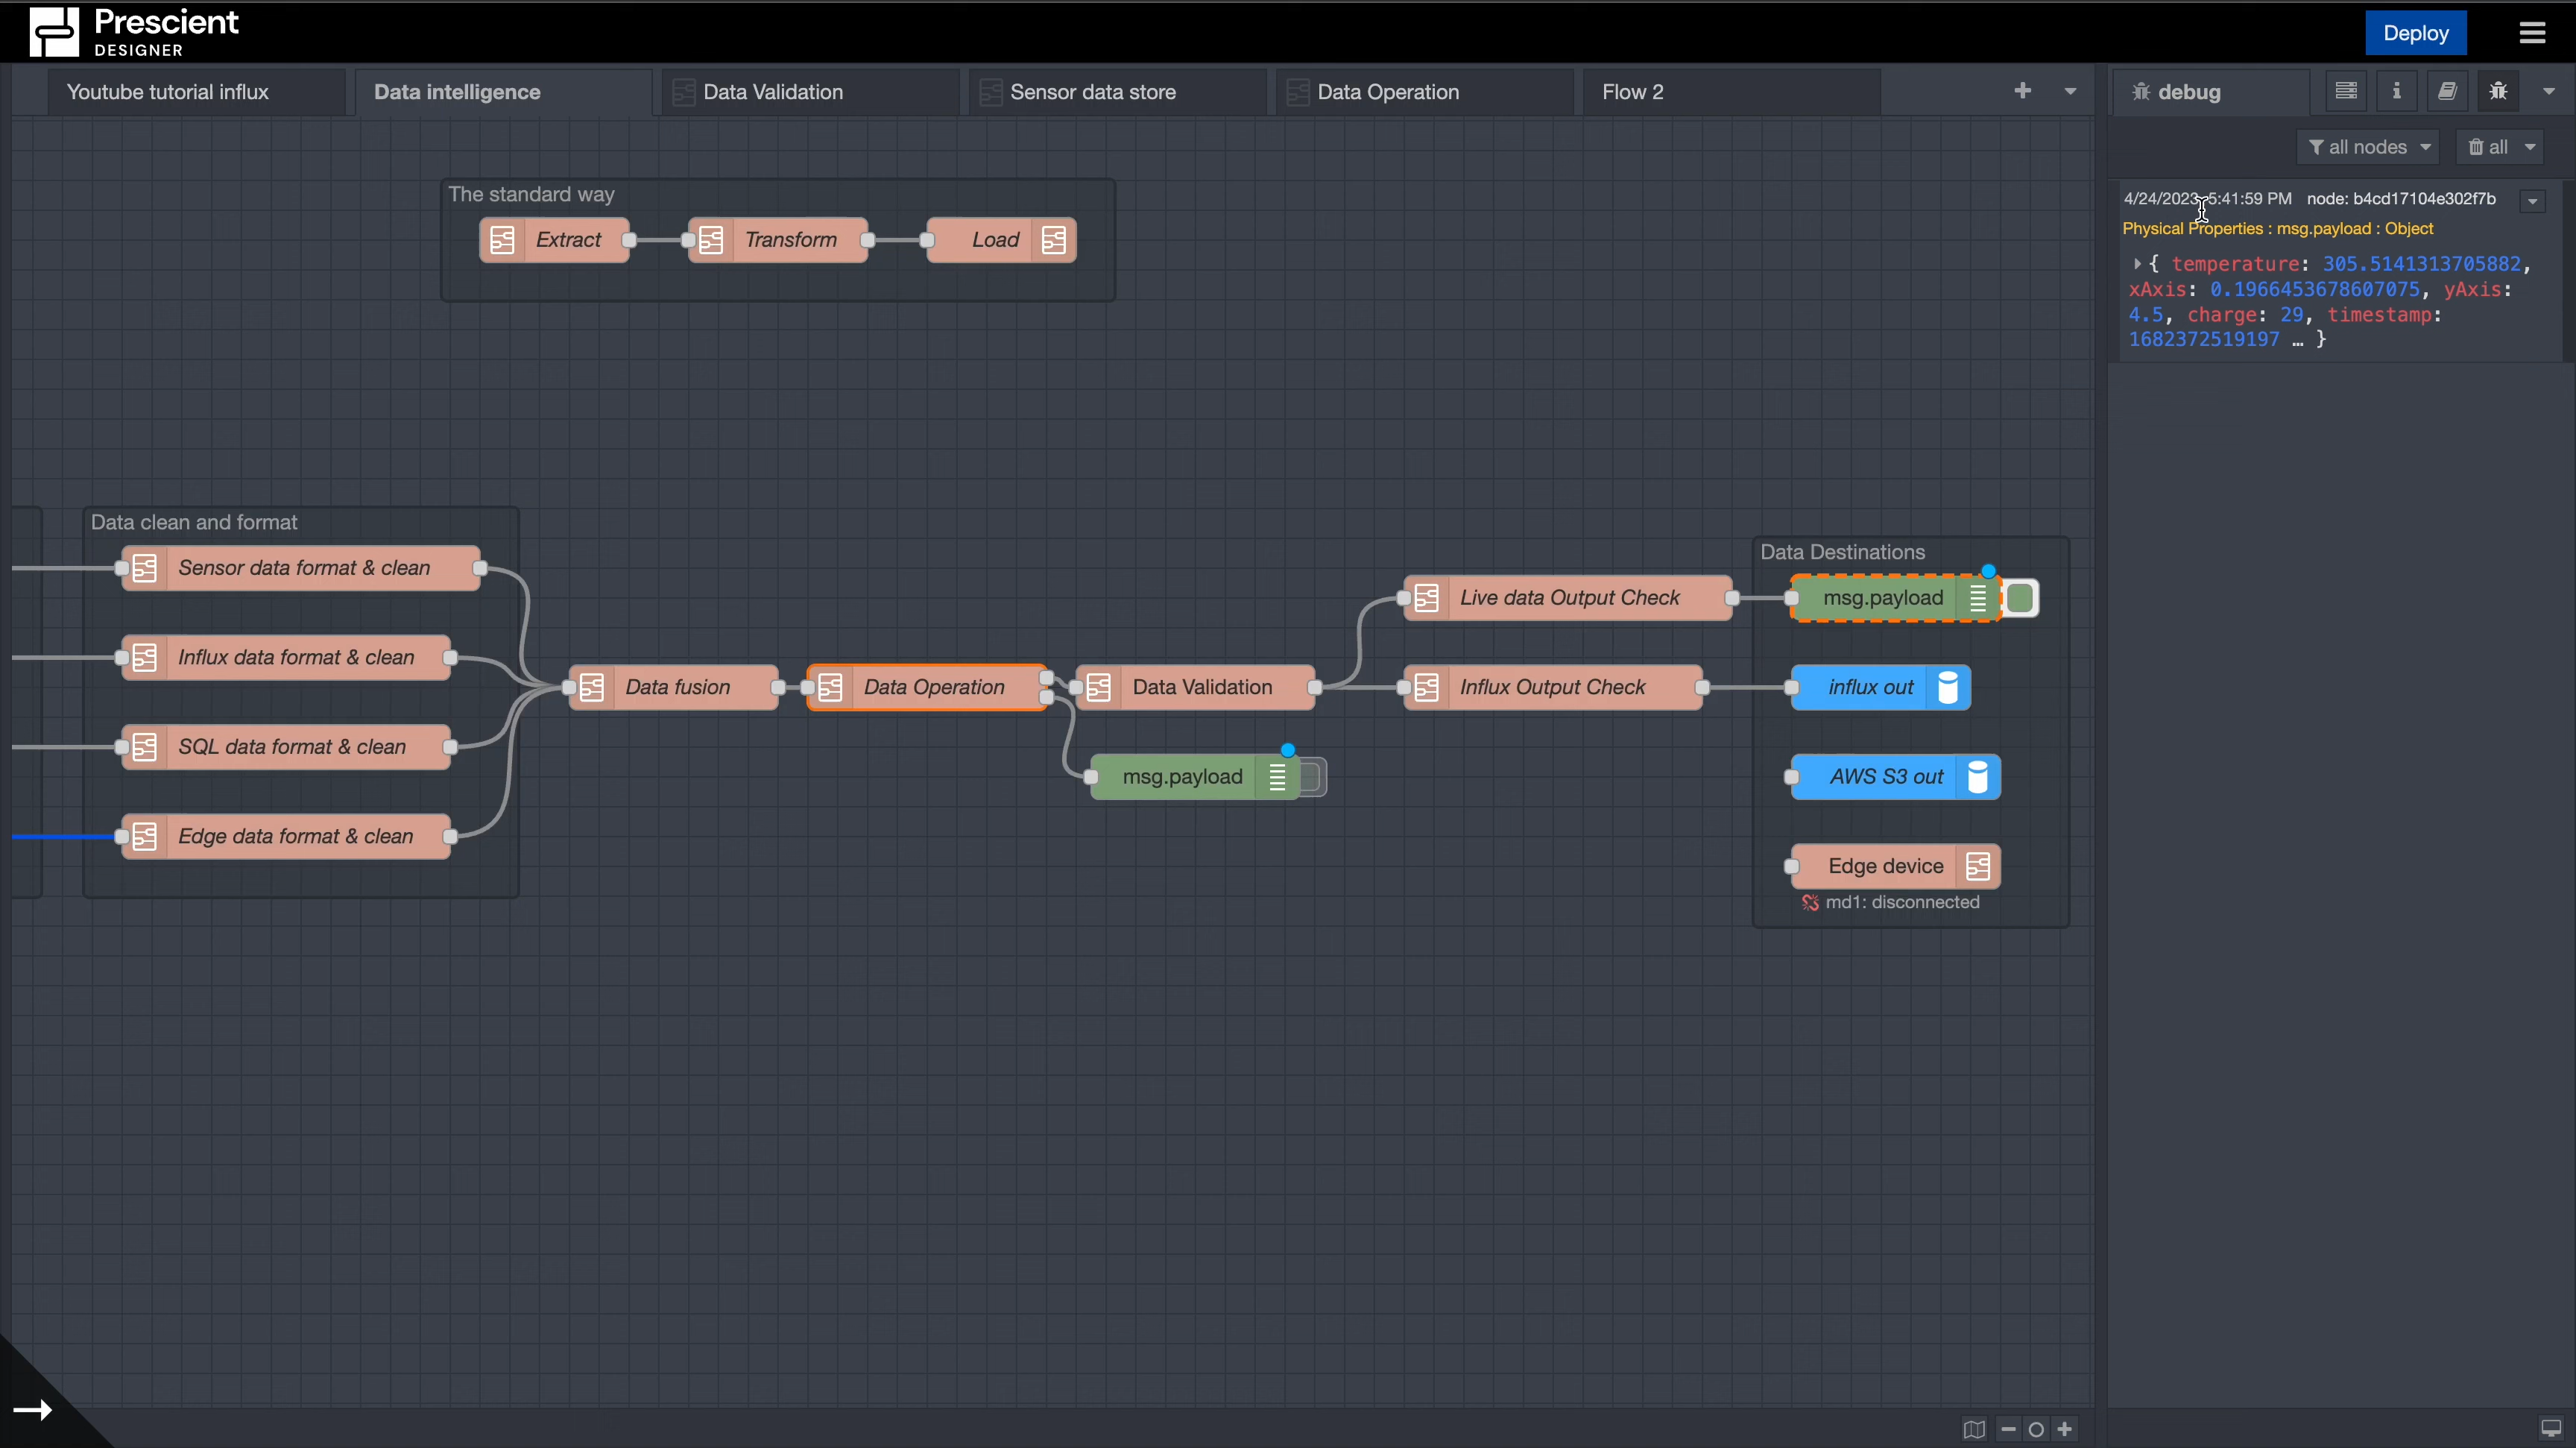 Prescient
DESIGNER
Deploy
Youtube tutorial influx
Data intelligence
Data Validation
Sensor data store
Data Operation
Flow 2
debug
all nodes
all
4/24/2023, 5:41:59 PM node: b4cd17104e302f7b
Physical Properties : msg.payload : Object
{ temperature: 305.5141313705882,
xAxis: 0.1966453678607075, yAxis:
4.5, charge: 29, timestamp:
1682372519197 … }
The standard way
Extract
Transform
Load
Data clean and format
Sensor data format & clean
Influx data format & clean
SQL data format & clean
Edge data format & clean
Data fusion
Data Operation
Data Validation
msg.payload
Live data Output Check
Influx Output Check
Data Destinations
msg.payload
influx out
AWS S3 out
Edge device
md1: disconnected